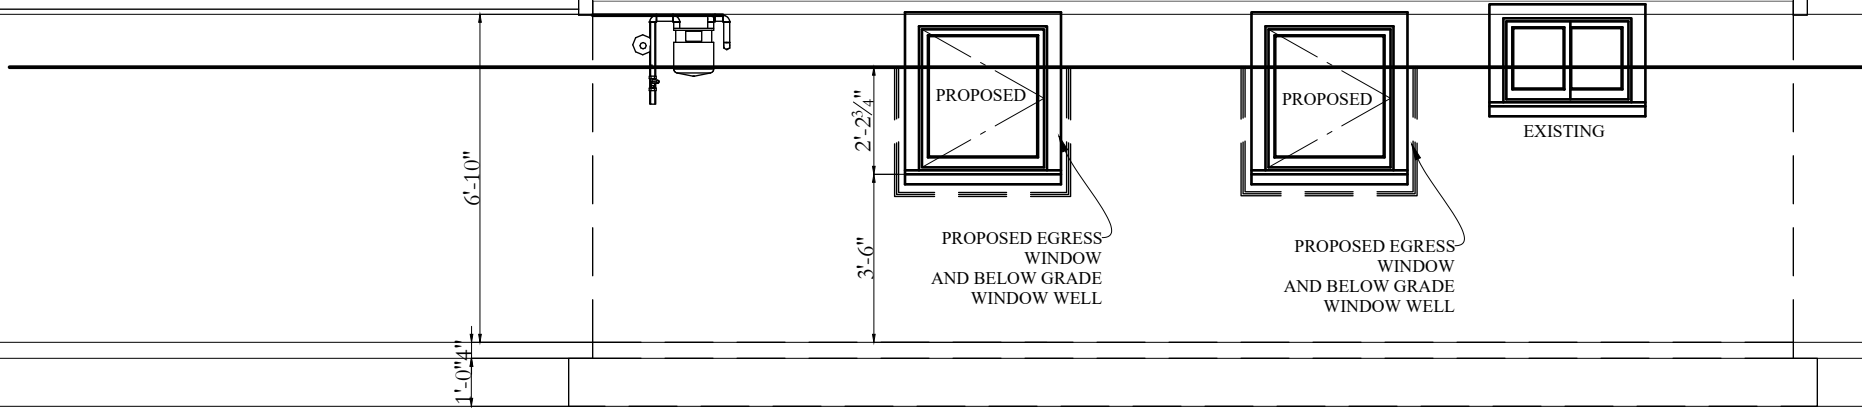 PROPOSED
PROPOSED
EXISTING
2'-2¾"
6'-10"
3'-6"
PROPOSED EGRESS
WINDOW
AND BELOW GRADE
WINDOW WELL
PROPOSED EGRESS
WINDOW
AND BELOW GRADE
WINDOW WELL
4"
1'-0"